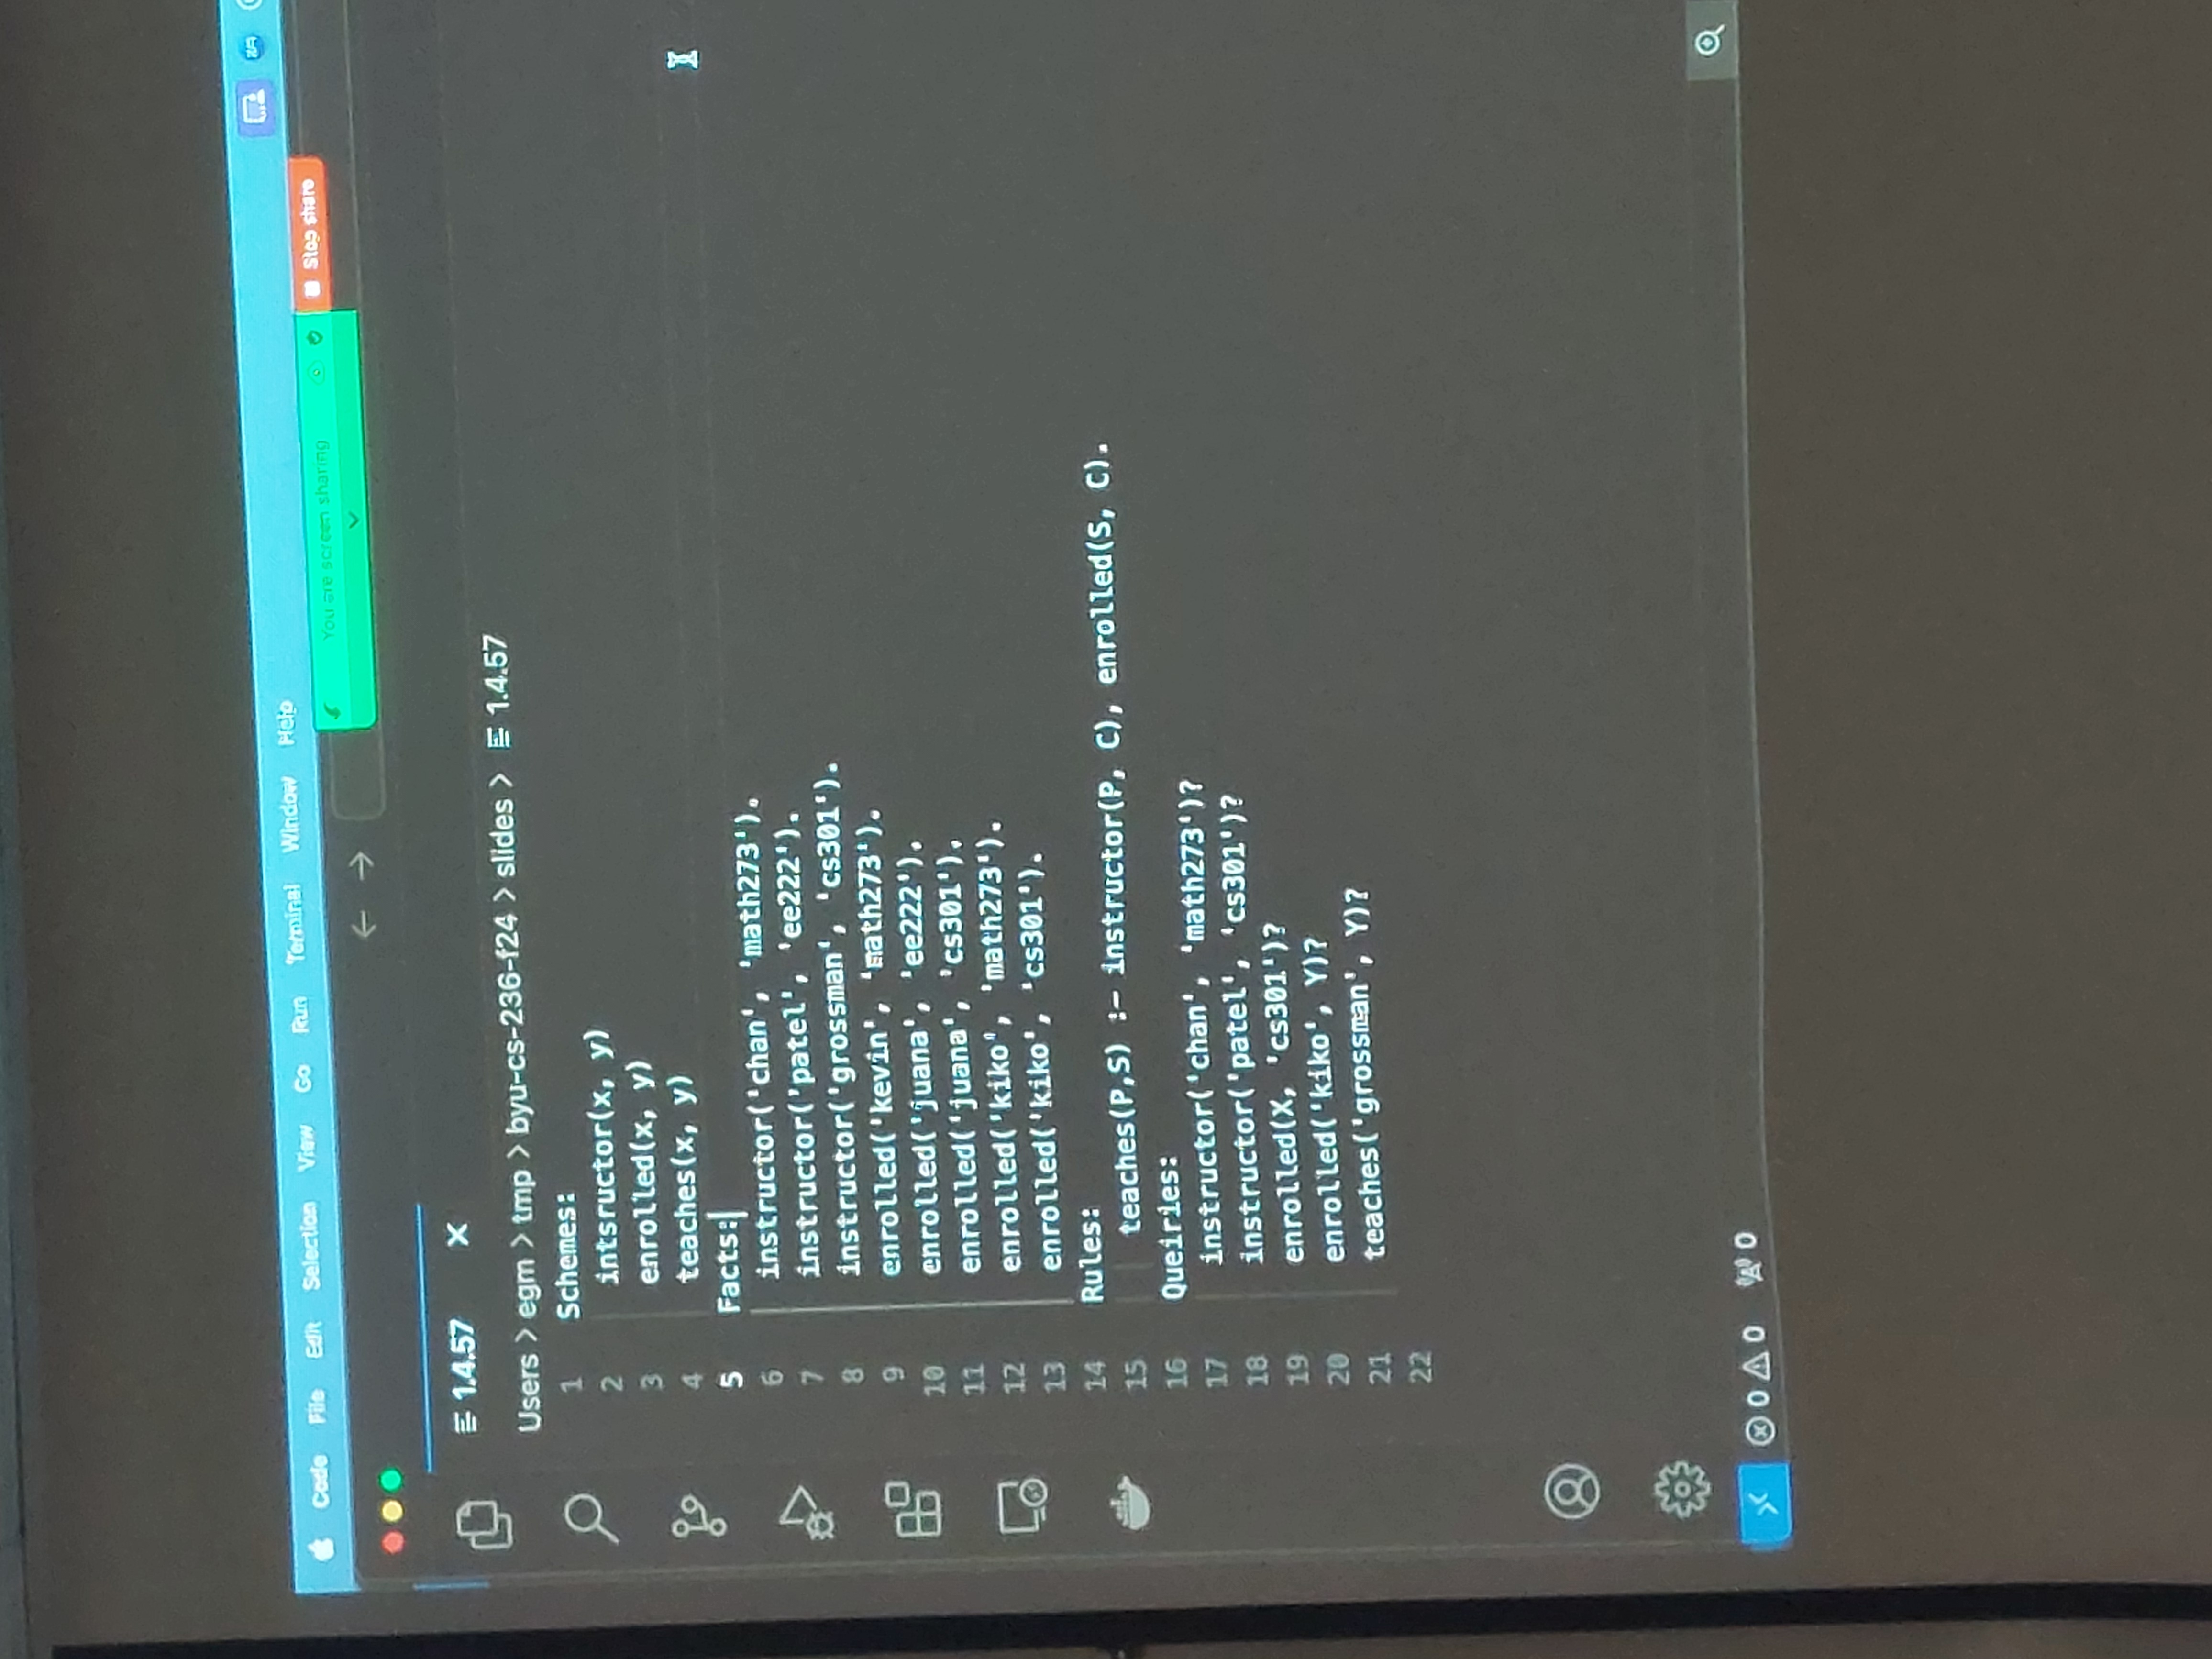 Code File Edit Selection View Go Run Terminal Window Help
You are screen sharing Stop share
1.4.57
Users > egm > tmp > byu-cs-236-f24 > slides > 1.4.57
1 Schemes:
2 intsructor(x, y)
3 enrolled(x, y)
4 teaches(x, y)
5 Facts:
6 instructor('chan', 'math273').
7 instructor('patel', 'ee222').
8 instructor('grossman', 'cs301').
9 enrolled('kevin', 'math273').
10 enrolled('juana', 'ee222').
11 enrolled('juana', 'cs301').
12 enrolled('kiko', 'math273').
13 enrolled('kiko', 'cs301').
14 Rules:
15 teaches(P,S) :- instructor(P, C), enrolled(S, C).
16 Queiries:
17 instructor('chan', 'math273')?
18 instructor('patel', 'cs301')?
19 enrolled(X, 'cs301')?
20 enrolled('kiko', Y)?
21 teaches('grossman', Y)?
22
0 0 0